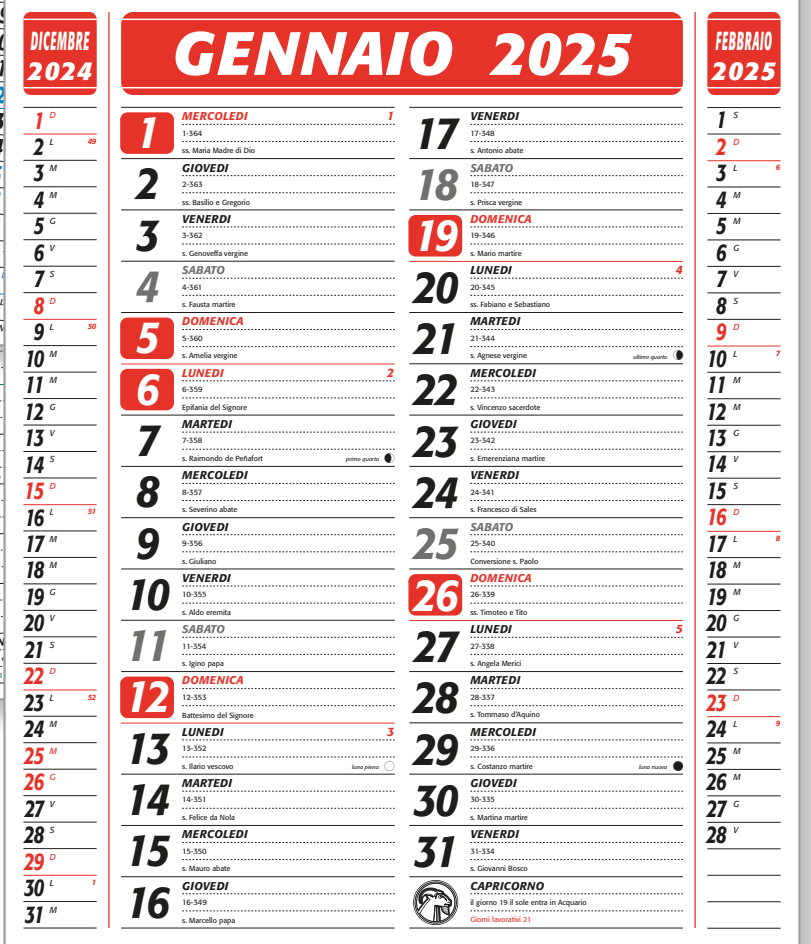 DICEMBRE
2024
1 D
2 L 49
3 M
4 M
5 G
6 V
7 S
8 D
9 L 50
10 M
11 M
12 G
13 V
14 S
15 D
16 L 51
17 M
18 M
19 G
20 V
21 S
22 D
23 L 52
24 M
25 M
26 G
27 V
28 S
29 D
30 L 1
31 M
GENNAIO 2025
1 MERCOLEDI 1
1-364
ss. Maria Madre di Dio
2 GIOVEDI
2-363
ss. Basilio e Gregorio
3 VENERDI
3-362
s. Genoveffa vergine
4 SABATO
4-361
s. Fausta martire
5 DOMENICA
5-360
s. Amelia vergine
6 LUNEDI 2
6-359
Epifania del Signore
7 MARTEDI
7-358
s. Raimondo de Peñafort primo quarto
8 MERCOLEDI
8-357
s. Severino abate
9 GIOVEDI
9-356
s. Giuliano
10 VENERDI
10-355
s. Aldo eremita
11 SABATO
11-354
s. Igino papa
12 DOMENICA
12-353
Battesimo del Signore
13 LUNEDI 3
13-352
s. Ilario vescovo luna piena
14 MARTEDI
14-351
s. Felice da Nola
15 MERCOLEDI
15-350
s. Mauro abate
16 GIOVEDI
16-349
s. Marcello papa
17 VENERDI
17-348
s. Antonio abate
18 SABATO
18-347
s. Prisca vergine
19 DOMENICA
19-346
s. Mario martire
20 LUNEDI 4
20-345
ss. Fabiano e Sebastiano
21 MARTEDI
21-344
s. Agnese vergine ultimo quarto
22 MERCOLEDI
22-343
s. Vincenzo sacerdote
23 GIOVEDI
23-342
s. Emerenziana martire
24 VENERDI
24-341
s. Francesco di Sales
25 SABATO
25-340
Conversione s. Paolo
26 DOMENICA
26-339
ss. Timoteo e Tito
27 LUNEDI 5
27-338
s. Angela Merici
28 MARTEDI
28-337
s. Tommaso d'Aquino
29 MERCOLEDI
29-336
s. Costanzo martire luna nuova
30 GIOVEDI
30-335
s. Martina martire
31 VENERDI
31-334
s. Giovanni Bosco
CAPRICORNO
il giorno 19 il sole entra in Acquario
Giorni lavorativi 21
FEBBRAIO
2025
1 S
2 D
3 L 6
4 M
5 M
6 G
7 V
8 S
9 D
10 L 7
11 M
12 M
13 G
14 V
15 S
16 D
17 L 8
18 M
19 M
20 G
21 V
22 S
23 D
24 L 9
25 M
26 M
27 G
28 V